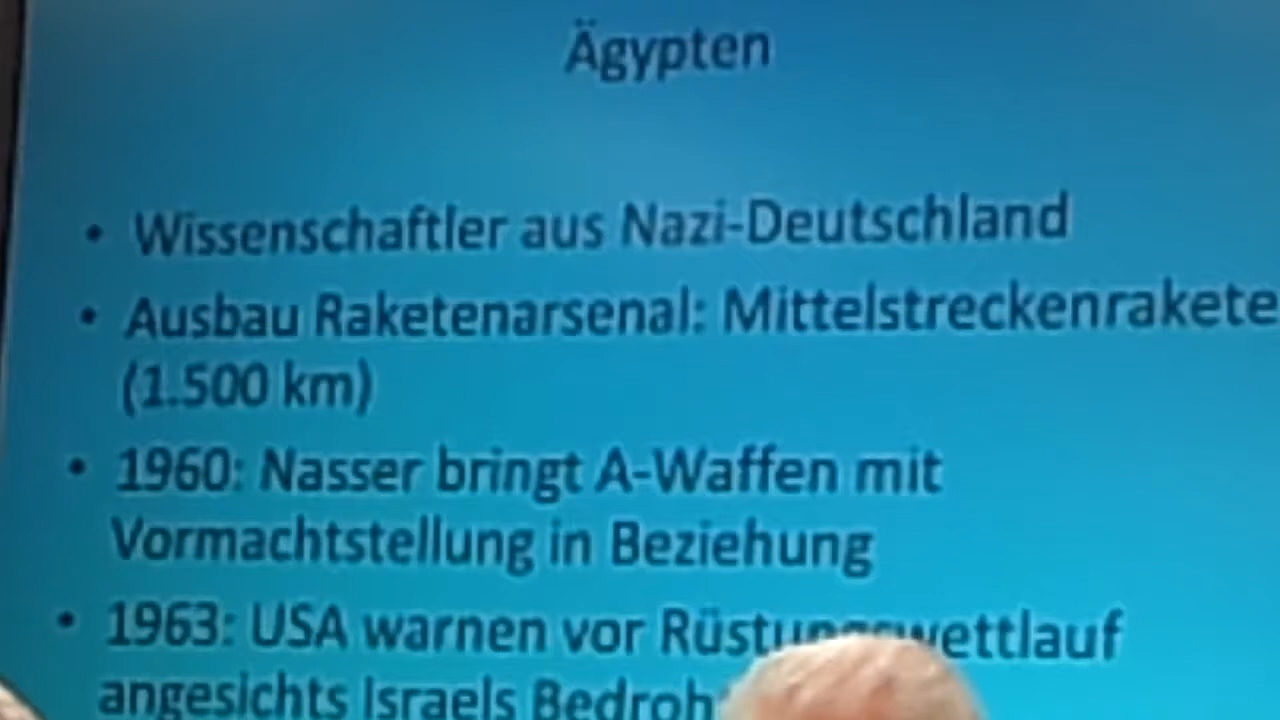 Ägypten
• Wissenschaftler aus Nazi-Deutschland
• Ausbau Raketenarsenal: Mittelstreckenrakete
(1.500 km)
• 1960: Nasser bringt A-Waffen mit
Vormachtstellung in Beziehung
• 1963: USA warnen vor Rüstungswettlauf
angesichts Israels